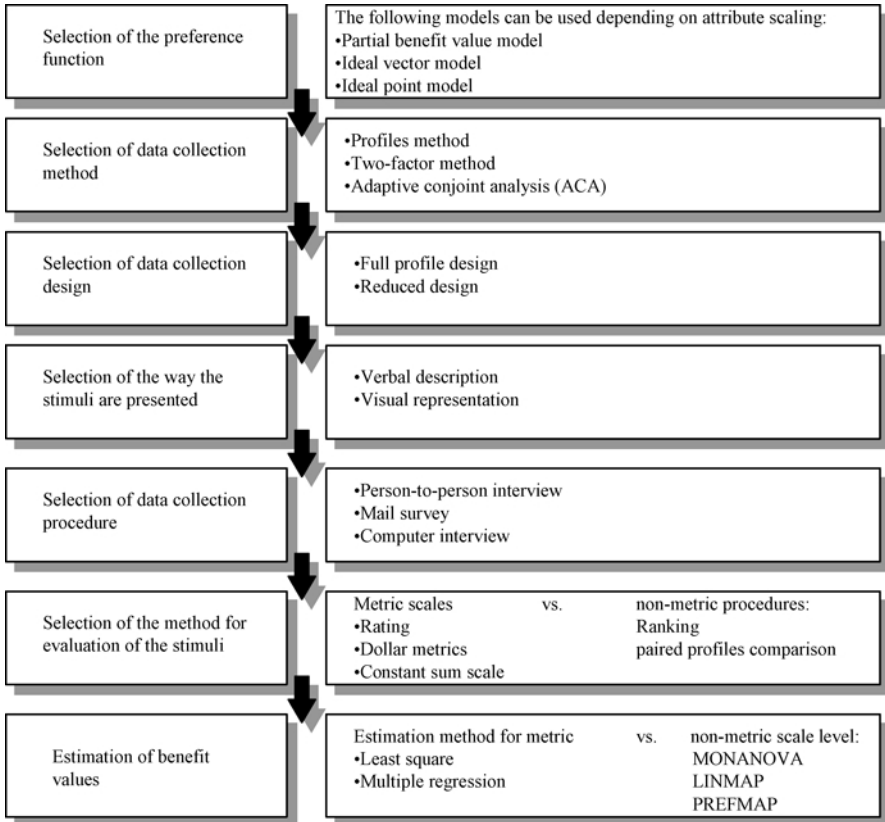 Selection of the preference
function
The following models can be used depending on attribute scaling:
•Partial benefit value model
•Ideal vector model
•Ideal point model
Selection of data collection
method
•Profiles method
•Two-factor method
•Adaptive conjoint analysis (ACA)
Selection of data collection
design
•Full profile design
•Reduced design
Selection of the way the
stimuli are presented
•Verbal description
•Visual representation
Selection of data collection
procedure
•Person-to-person interview
•Mail survey
•Computer interview
Selection of the method for
evaluation of the stimuli
Metric scales vs. non-metric procedures:
•Rating Ranking
•Dollar metrics paired profiles comparison
•Constant sum scale
Estimation of benefit
values
Estimation method for metric vs. non-metric scale level:
•Least square MONANOVA
•Multiple regression LINMAP
PREFMAP